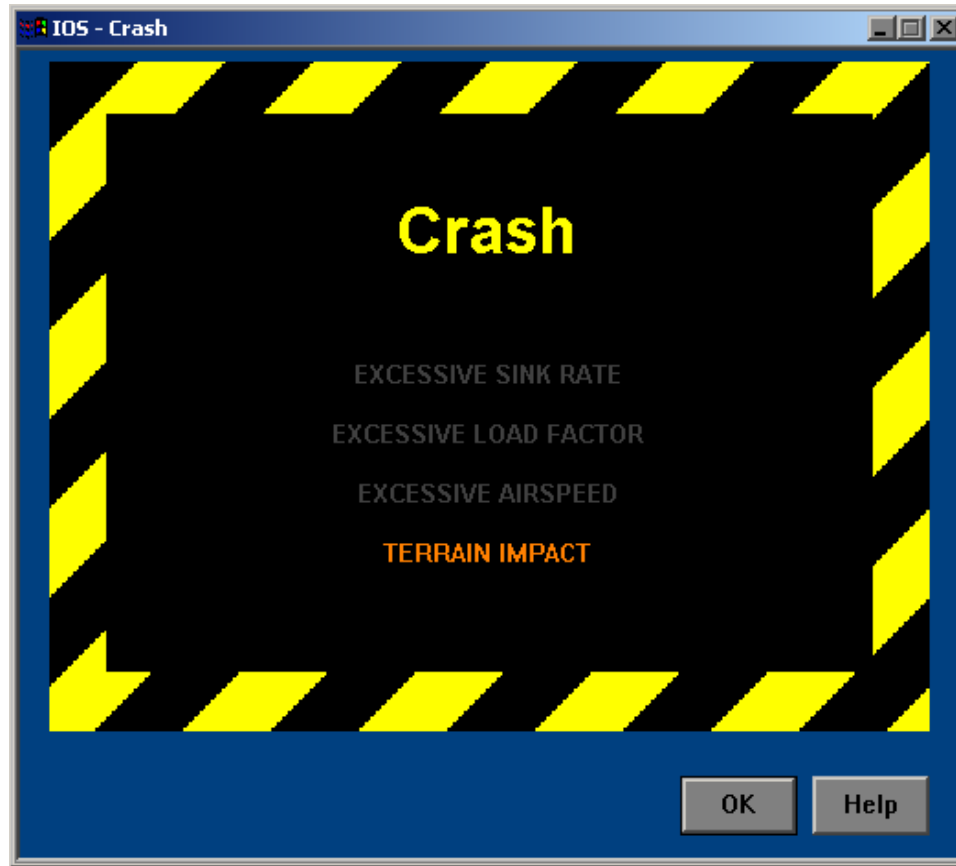 IOS - Crash
Crash
EXCESSIVE SINK RATE
EXCESSIVE LOAD FACTOR
EXCESSIVE AIRSPEED
TERRAIN IMPACT
OK
Help